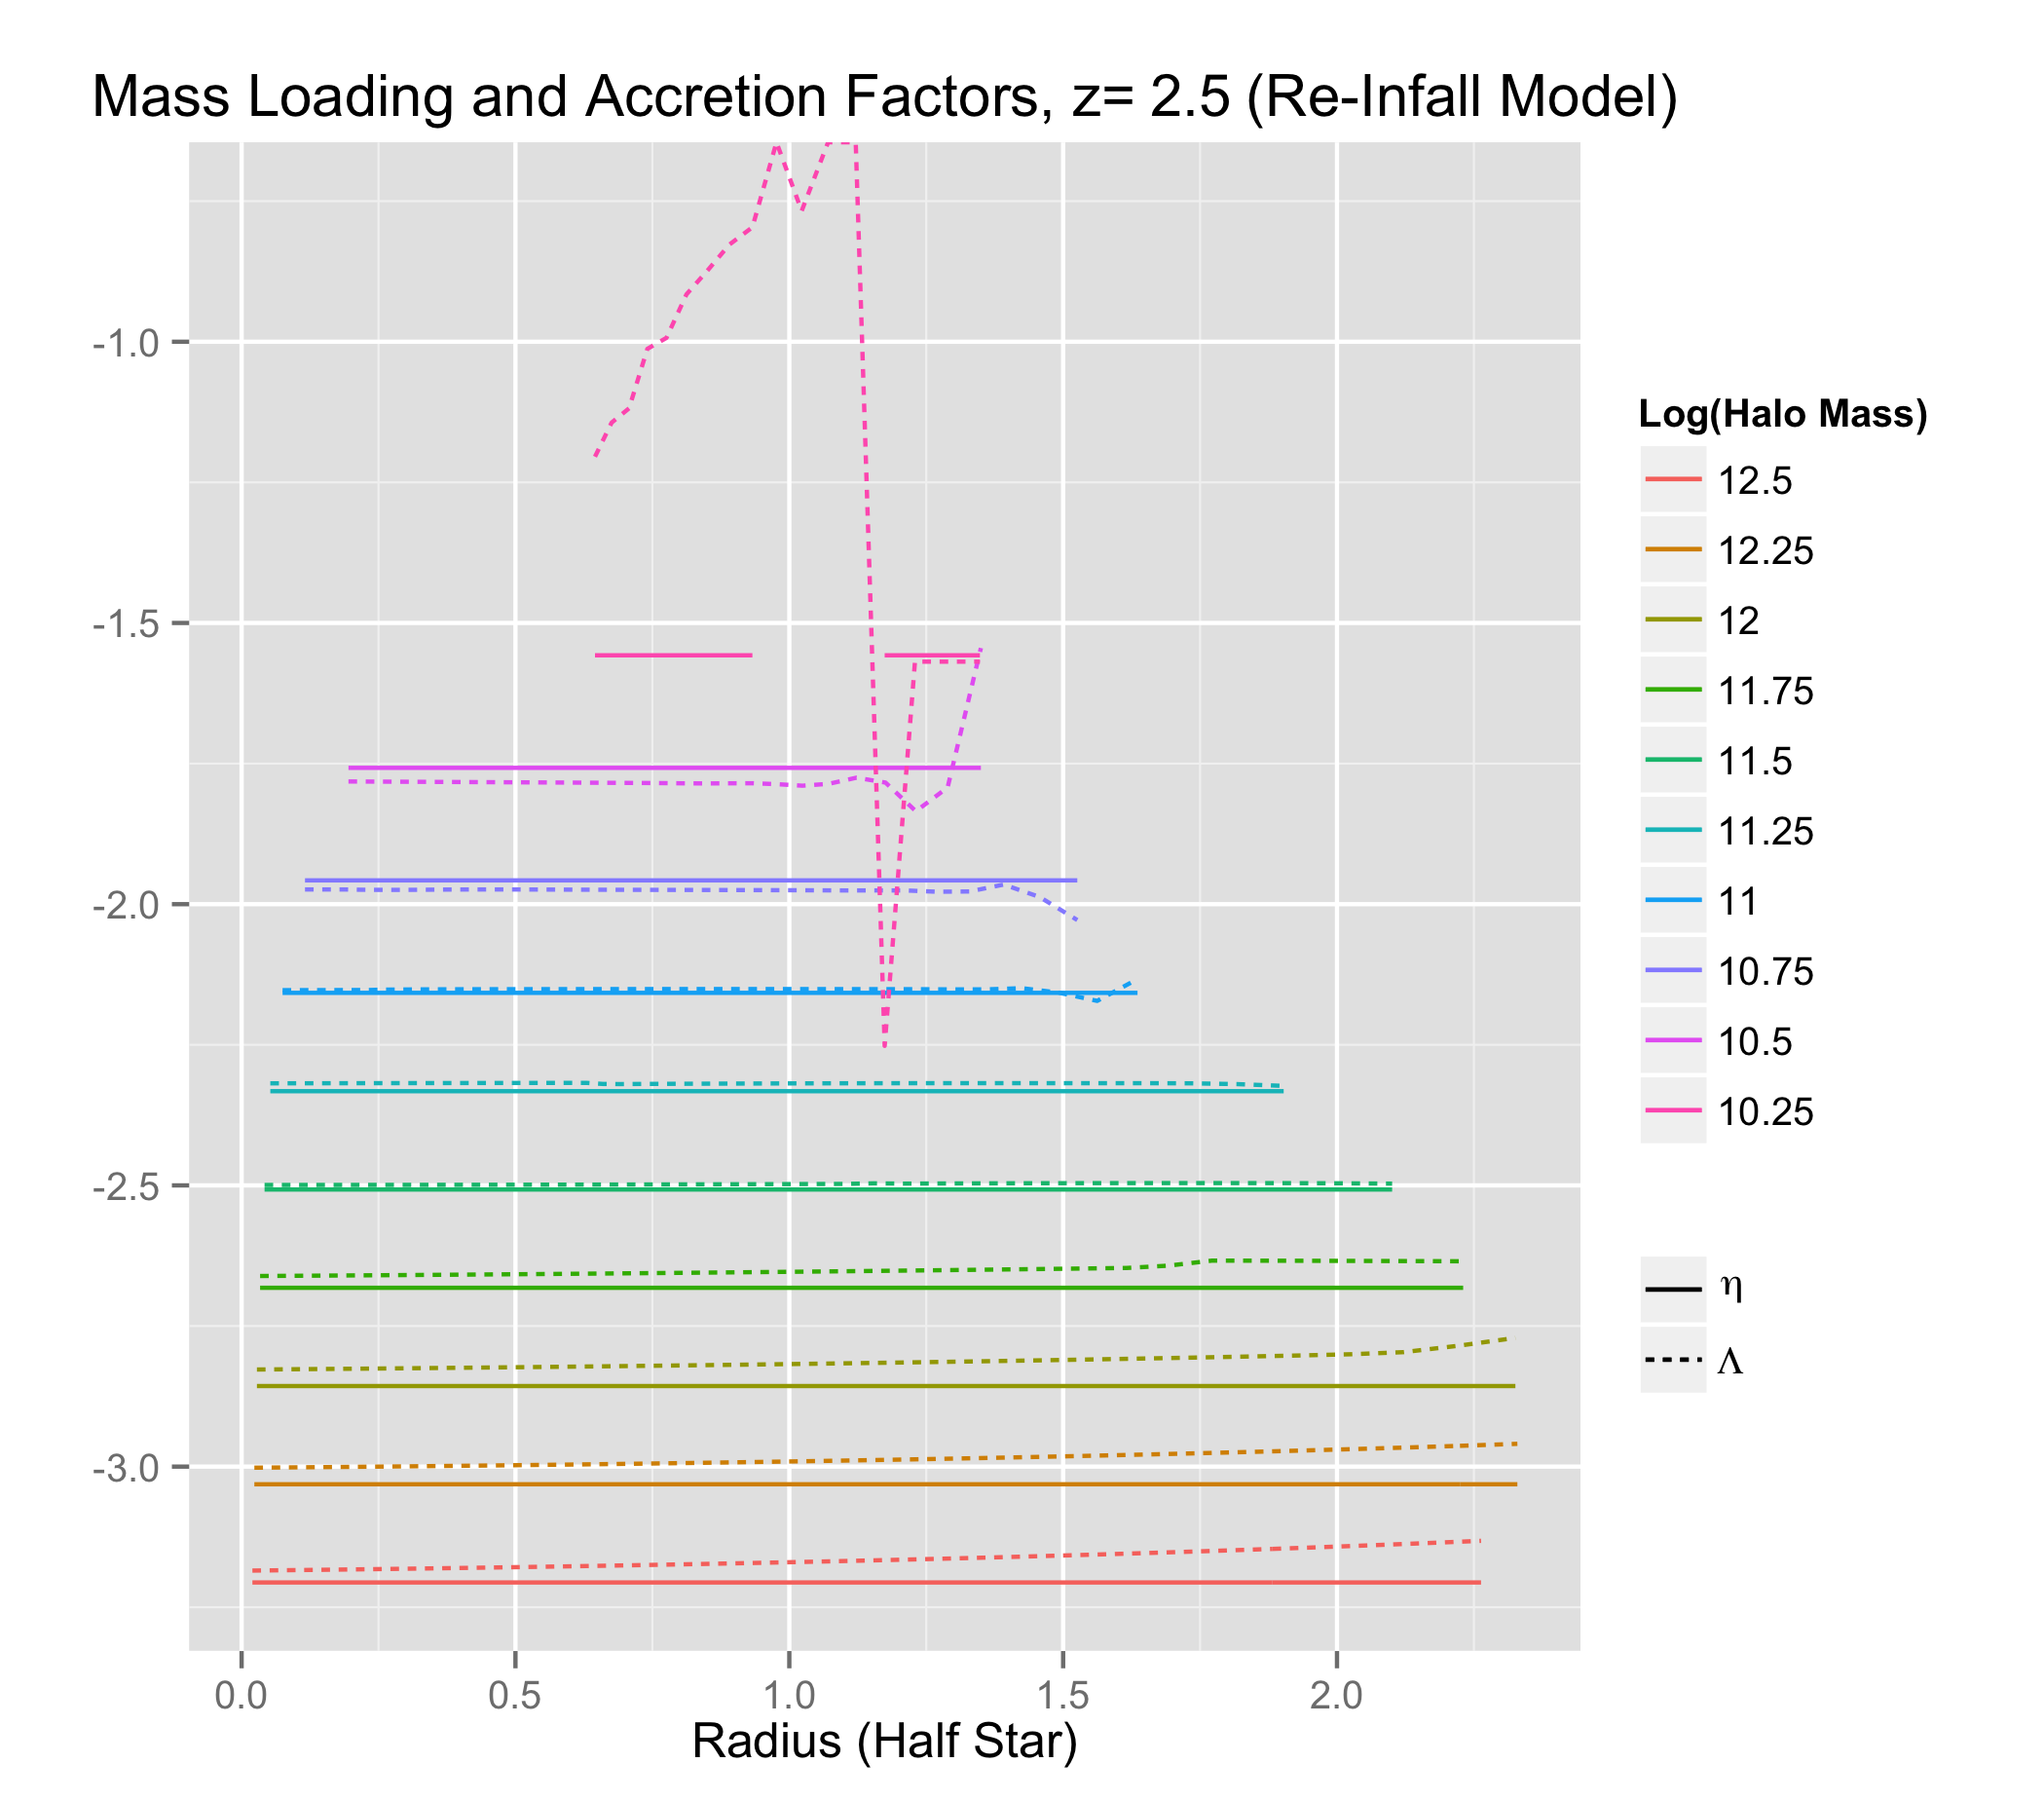 Mass Loading and Accretion Factors, z= 2.5 (Re-Infall Model)
-1.0
-1.5
-2.0
-2.5
-3.0
0.0 0.5 1.0 1.5 2.0
Radius (Half Star)
Log(Halo Mass)
12.5
12.25
12
11.75
11.5
11.25
11
10.75
10.5
10.25
η
Λ